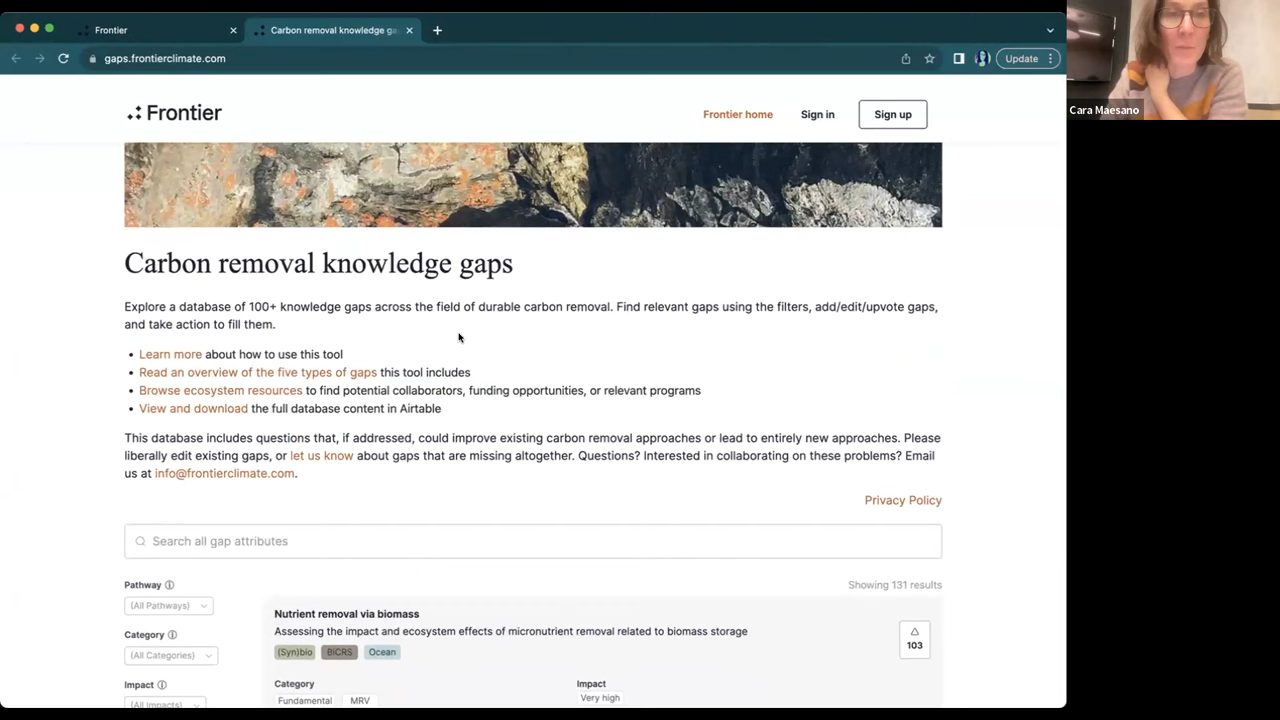 Frontier
Carbon removal knowledge ga
gaps.frontierclimate.com
Update
Cara Maesano
Frontier
Frontier home
Sign in
Sign up
Carbon removal knowledge gaps
Explore a database of 100+ knowledge gaps across the field of durable carbon removal. Find relevant gaps using the filters, add/edit/upvote gaps,
and take action to fill them.
• Learn more about how to use this tool
• Read an overview of the five types of gaps this tool includes
• Browse ecosystem resources to find potential collaborators, funding opportunities, or relevant programs
• View and download the full database content in Airtable
This database includes questions that, if addressed, could improve existing carbon removal approaches or lead to entirely new approaches. Please
liberally edit existing gaps, or let us know about gaps that are missing altogether. Questions? Interested in collaborating on these problems? Email
us at info@frontierclimate.com.
Privacy Policy
Search all gap attributes
Pathway
Showing 131 results
(All Pathways)
Nutrient removal via biomass
Assessing the impact and ecosystem effects of micronutrient removal related to biomass storage
103
Category
(Syn)bio
BiCRS
Ocean
(All Categories)
Impact
Category
Impact
(All Impacts)
Fundamental
MRV
Very high